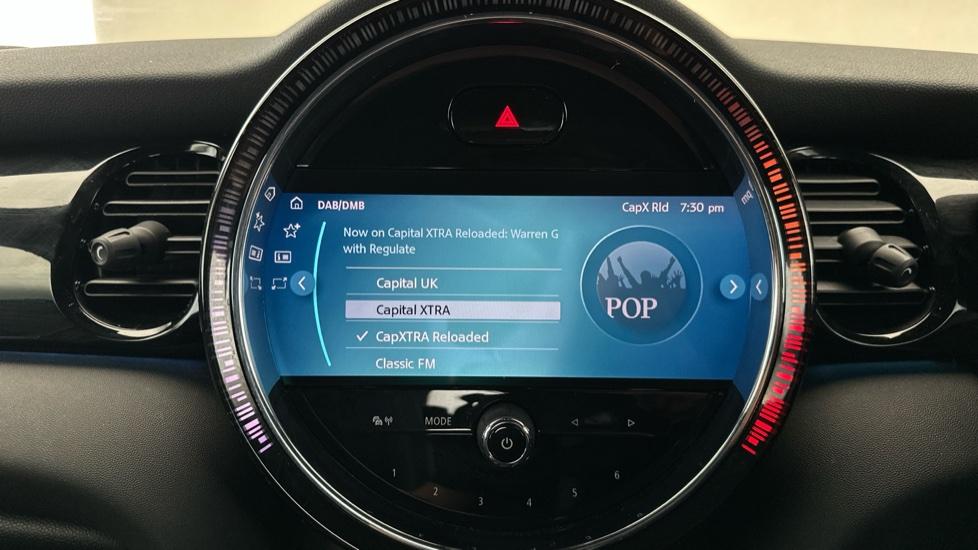 DAB/DMB
CapX Rld 7:30 pm
Now on Capital XTRA Reloaded: Warren G
with Regulate
Capital UK
Capital XTRA
CapXTRA Reloaded
Classic FM
POP
MODE
1
2
3
4
5
6